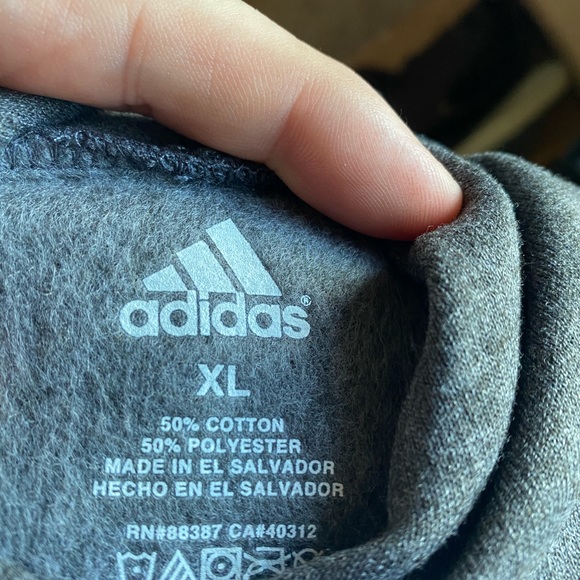 adidas®
XL
50% COTTON
50% POLYESTER
MADE IN EL SALVADOR
HECHO EN EL SALVADOR
RN#88387 CA#40312